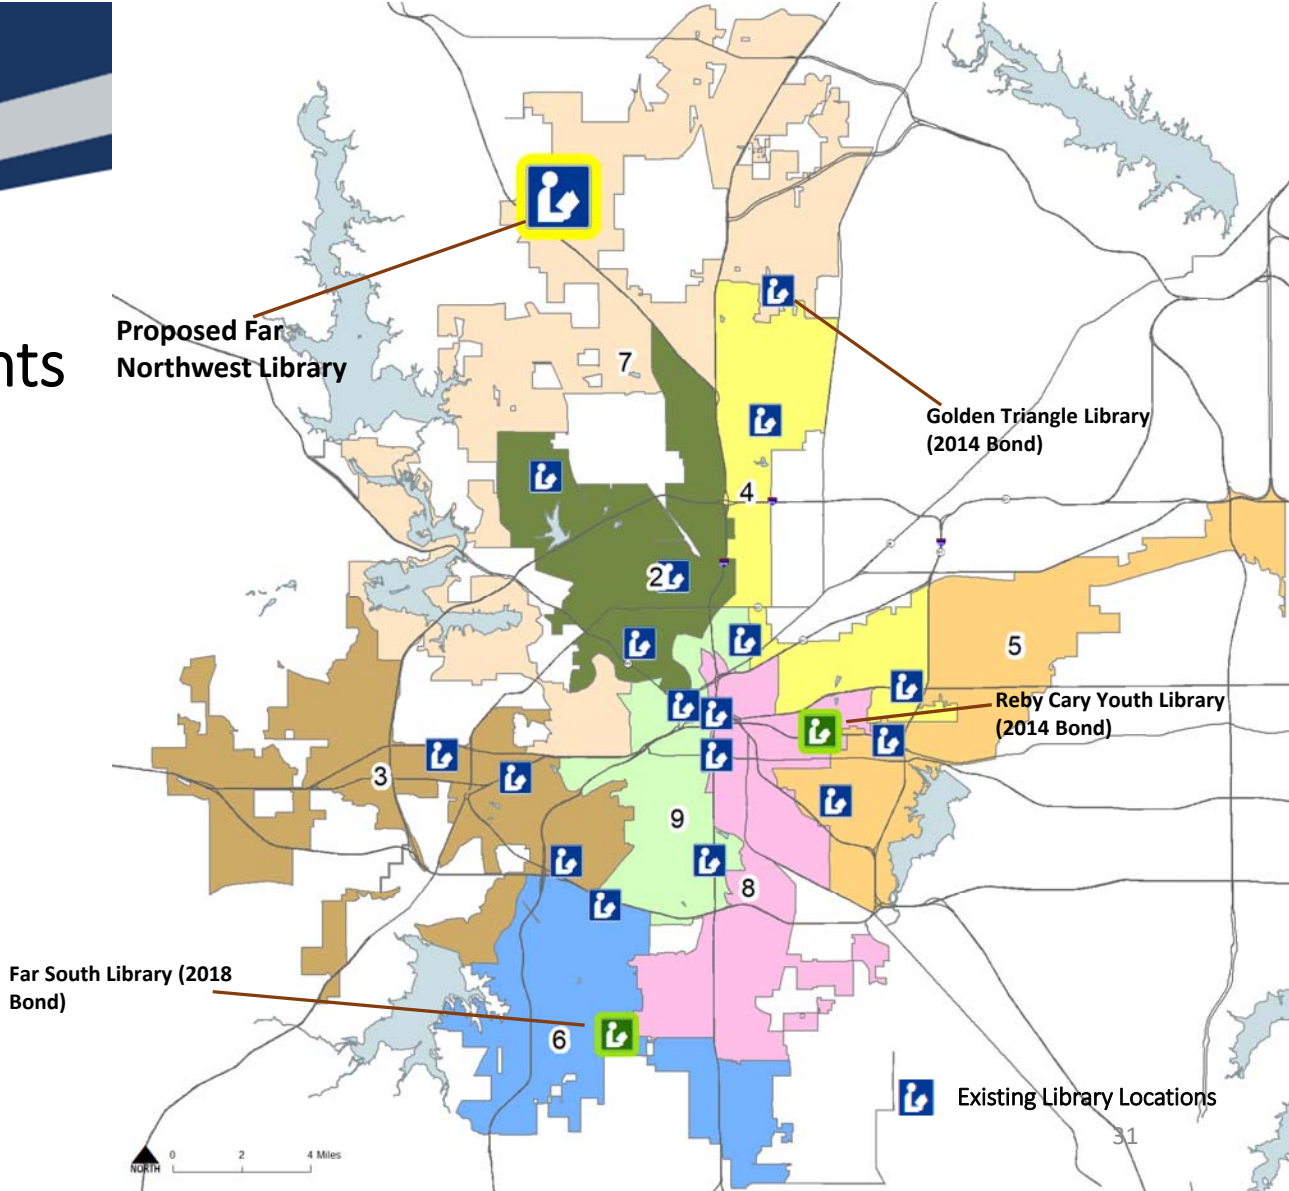 nts
Proposed Far
Northwest Library
7
Golden Triangle Library
(2014 Bond)
4
2
5
Reby Cary Youth Library
(2014 Bond)
3
9
8
Far South Library (2018
Bond)
6
Existing Library Locations
31
NORTH
0 2 4 Miles